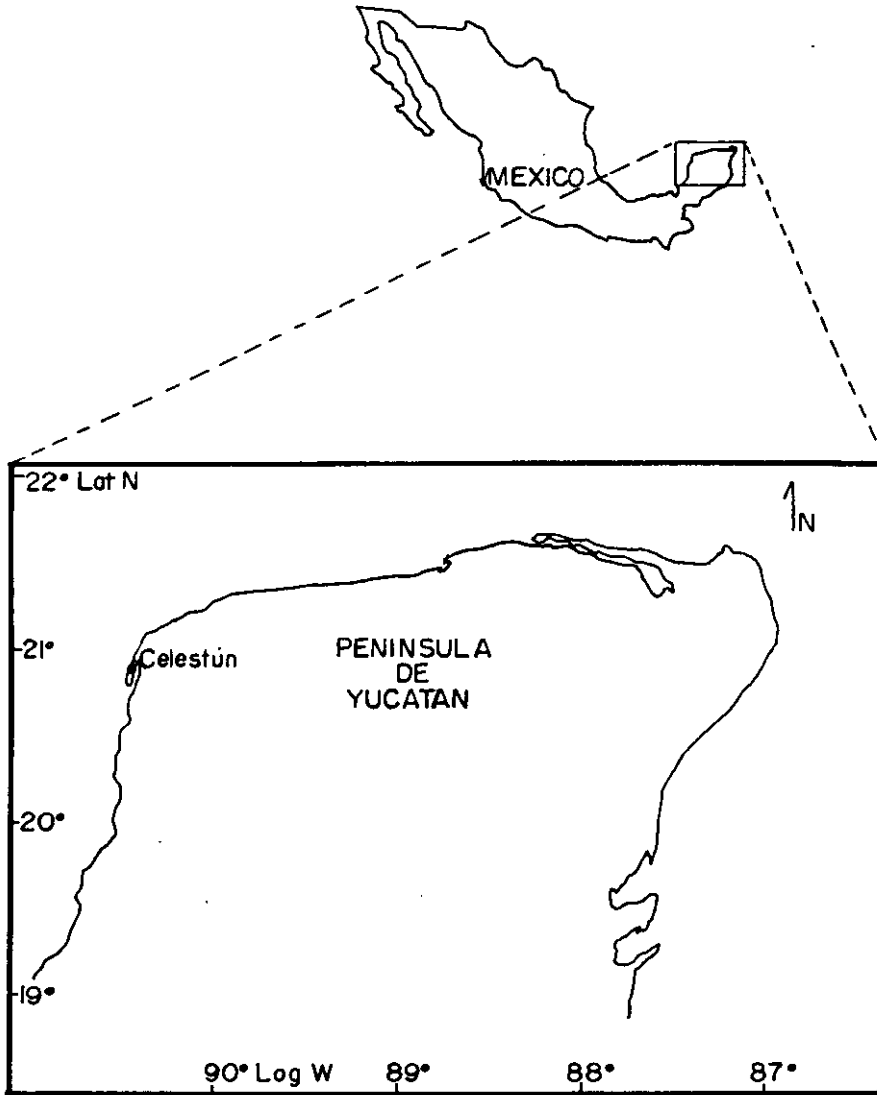 MEXICO
22° Lat N
N
21°
Celestún
PENINSULA
DE
YUCATAN
20°
19°
90° Log W 89° 88° 87°